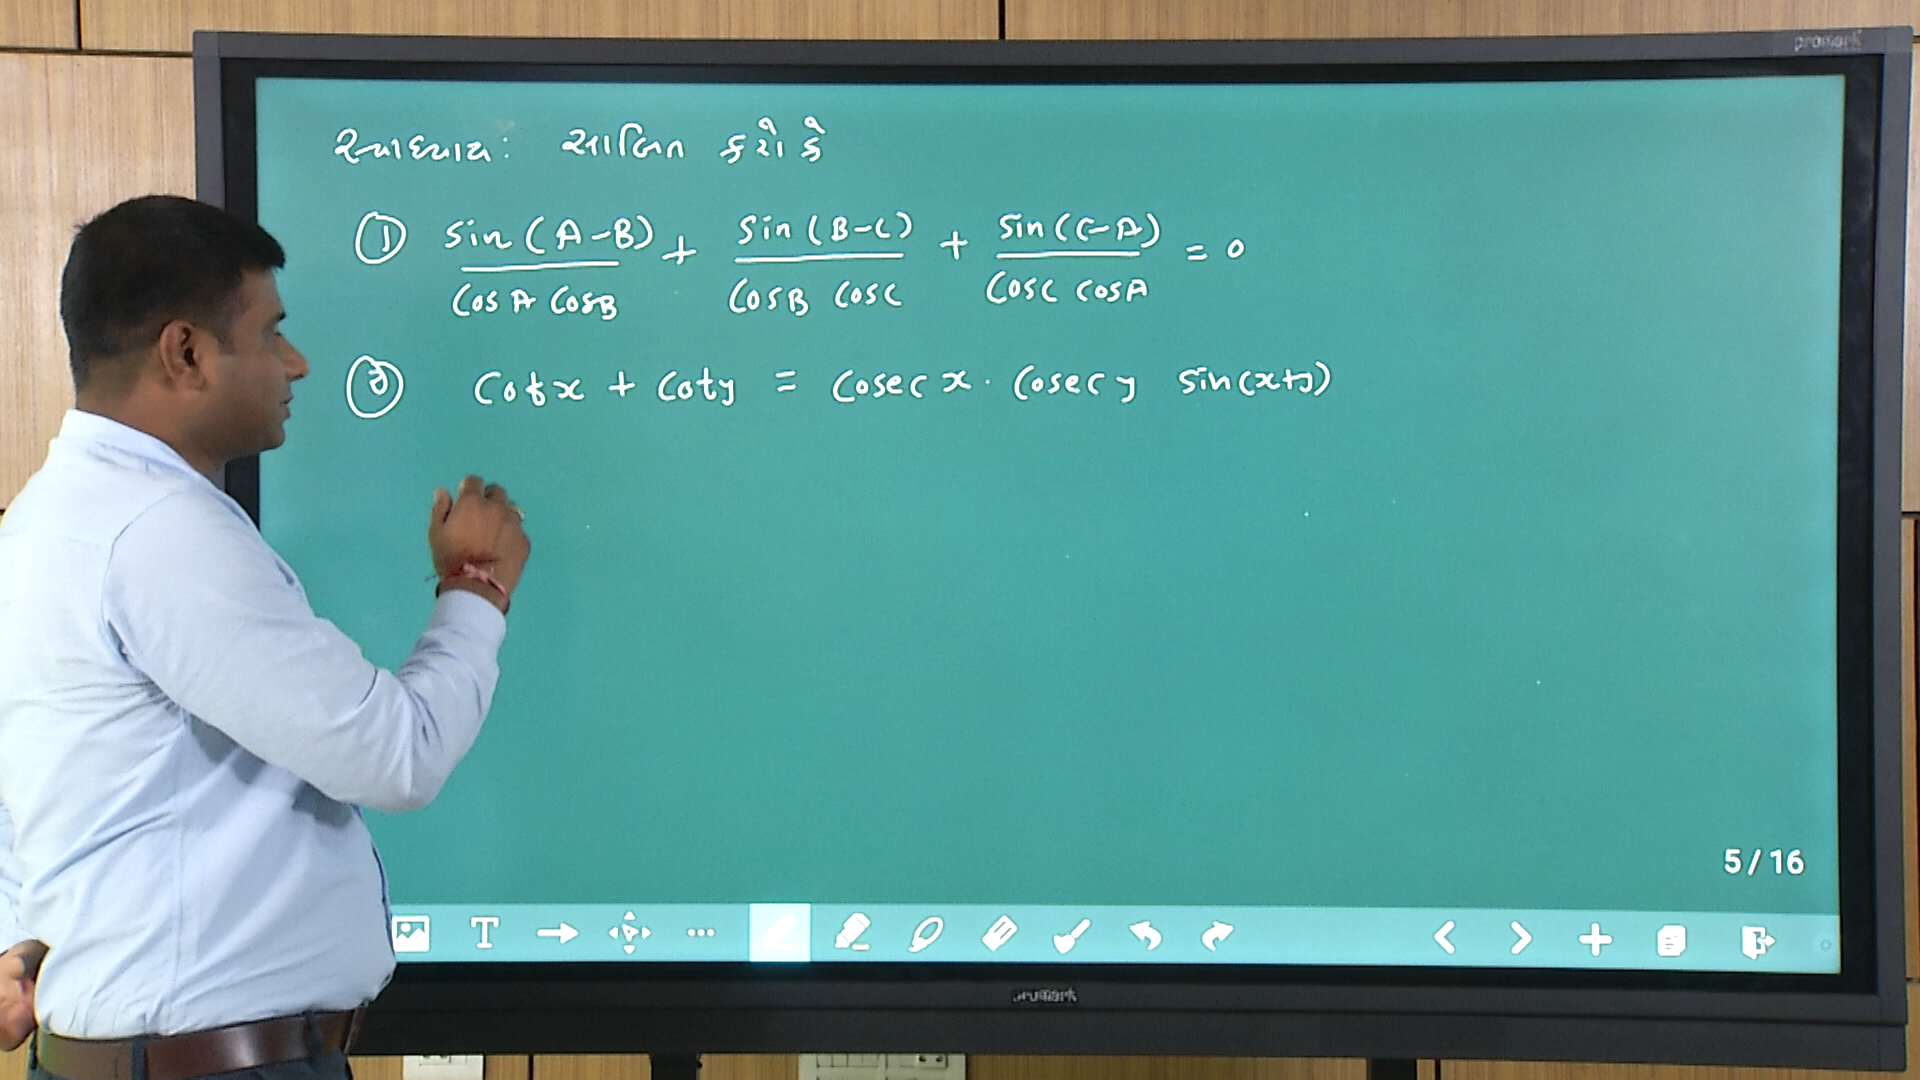 promark
સ્વાધ્યાય: સાબિત કરો કે
① sin(A-B)/cosA cosB + sin(B-C)/cosB cosC + sin(C-A)/cosC cosA = 0
② cotx + coty = cosecx · cosecy sin(x+y)
5/16
T
promark